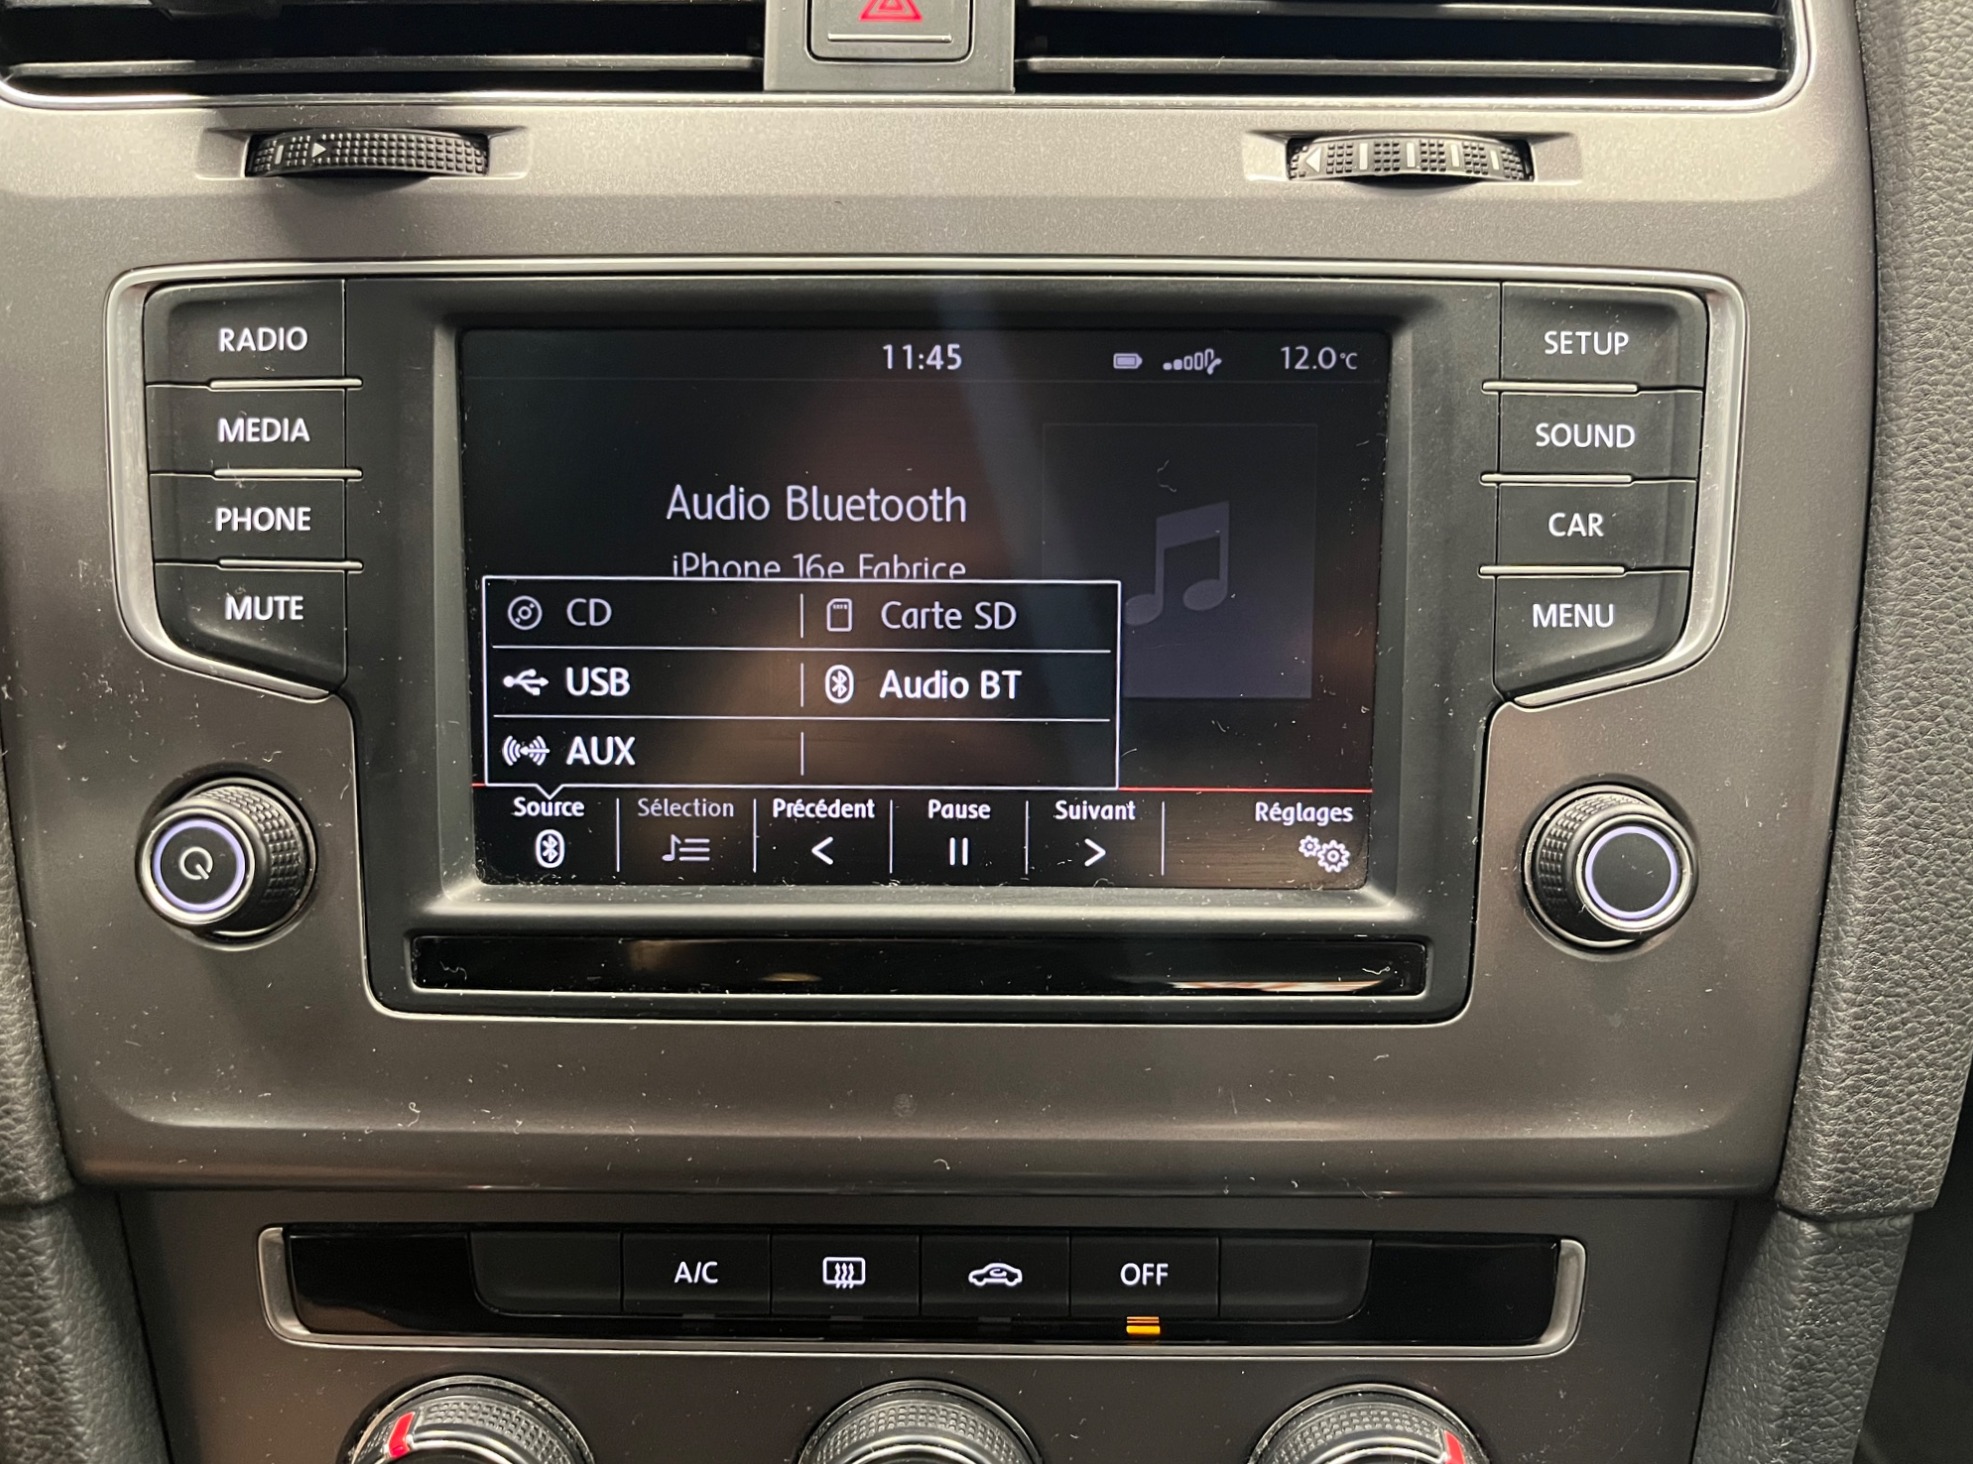 RADIO
MEDIA
PHONE
MUTE
11:45
12.0°C
Audio Bluetooth
iPhone 16e Fabrice
CD
Carte SD
USB
Audio BT
AUX
Source
Sélection
Précédent
Pause
Suivant
Réglages
SETUP
SOUND
CAR
MENU
A/C
OFF